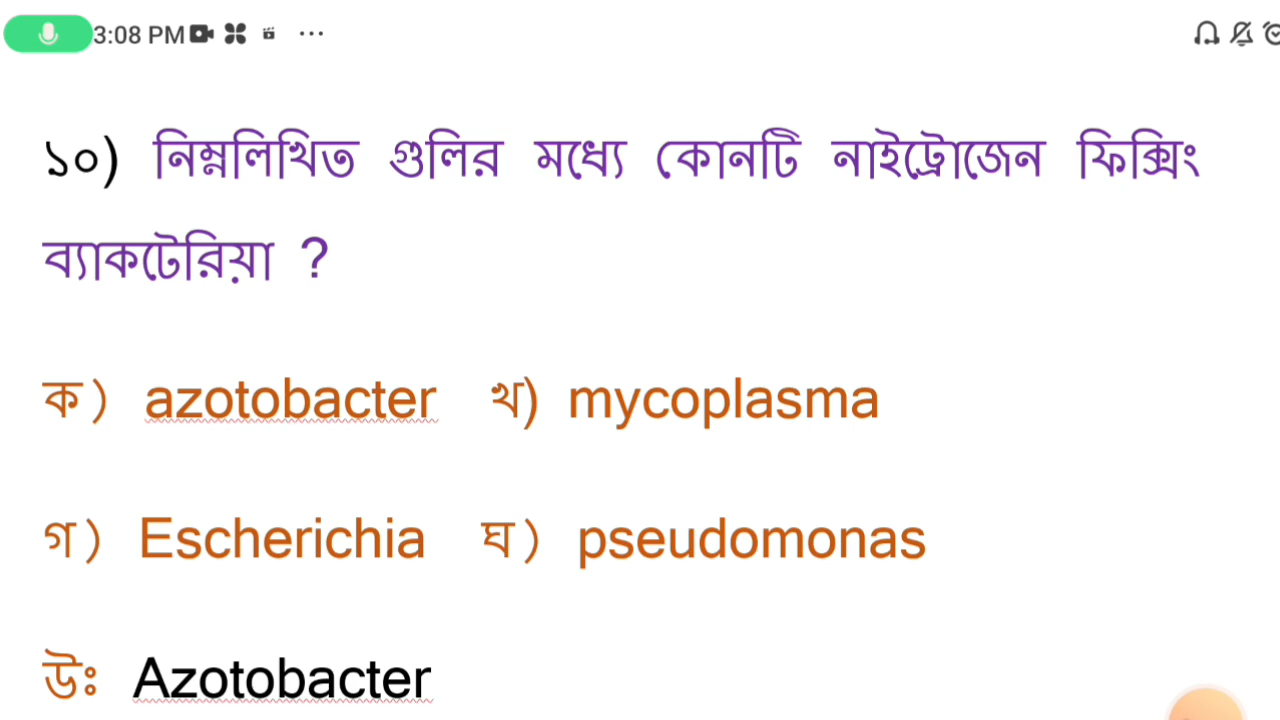 3:08 PM
১০) নিম্নলিখিত গুলির মধ্যে কোনটি নাইট্রোজেন ফিক্সিং
ব্যাকটেরিয়া ?
ক) azotobacter খ) mycoplasma
গ) Escherichia ঘ) pseudomonas
উঃ Azotobacter